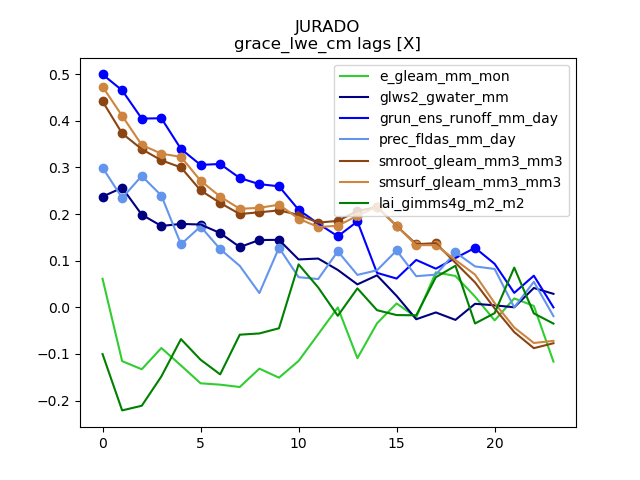 JURADO
grace_lwe_cm lags [X]
e_gleam_mm_mon
glws2_gwater_mm
grun_ens_runoff_mm_day
prec_fldas_mm_day
smroot_gleam_mm3_mm3
smsurf_gleam_mm3_mm3
lai_gimms4g_m2_m2
0.5
0.4
0.3
0.2
0.1
0.0
−0.1
−0.2
0 5 10 15 20